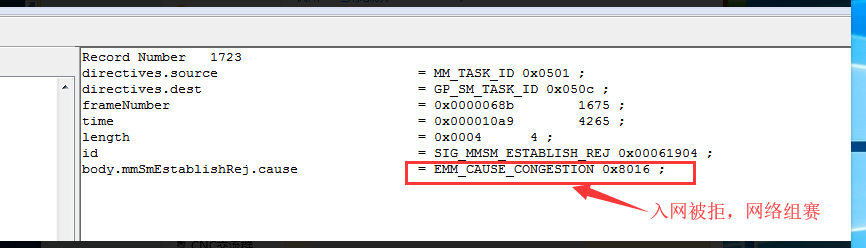 Record Number 1723
directives.source = MM_TASK_ID 0x0501 ;
directives.dest = GP_SM_TASK_ID 0x050c ;
frameNumber = 0x0000068b 1675 ;
time = 0x000010a9 4265 ;
length = 0x0004 4 ;
id = SIG_MMSM_ESTABLISH_REJ 0x00061904 ;
body.mmSmEstablishRej.cause = EMM_CAUSE_CONGESTION 0x8016 ;
入网被拒，网络组赛